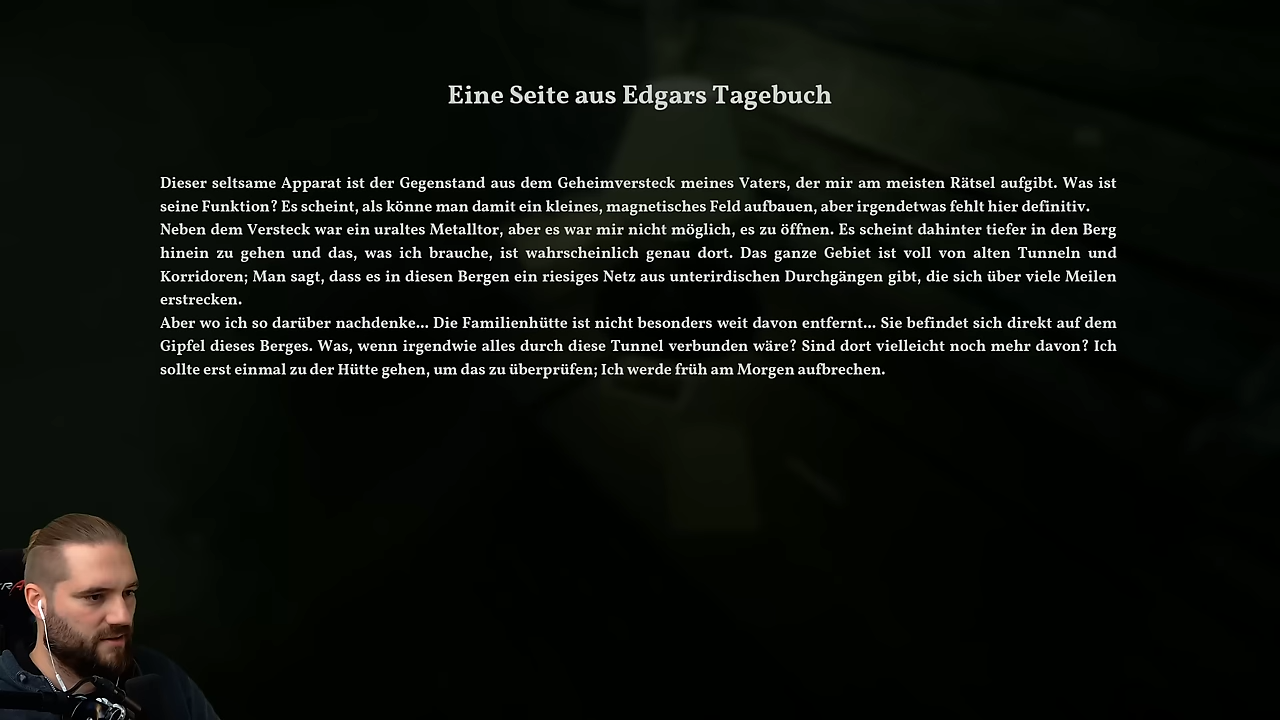 Eine Seite aus Edgars Tagebuch
Dieser seltsame Apparat ist der Gegenstand aus dem Geheimversteck meines Vaters, der mir am meisten Rätsel aufgibt. Was ist
seine Funktion? Es scheint, als könne man damit ein kleines, magnetisches Feld aufbauen, aber irgendetwas fehlt hier definitiv.
Neben dem Versteck war ein uraltes Metalltor, aber es war mir nicht möglich, es zu öffnen. Es scheint dahinter tiefer in den Berg
hinein zu gehen und das, was ich brauche, ist wahrscheinlich genau dort. Das ganze Gebiet ist voll von alten Tunneln und
Korridoren; Man sagt, dass es in diesen Bergen ein riesiges Netz aus unterirdischen Durchgängen gibt, die sich über viele Meilen
erstrecken.
Aber wo ich so darüber nachdenke... Die Familienhütte ist nicht besonders weit davon entfernt... Sie befindet sich direkt auf dem
Gipfel dieses Berges. Was, wenn irgendwie alles durch diese Tunnel verbunden wäre? Sind dort vielleicht noch mehr davon? Ich
sollte erst einmal zu der Hütte gehen, um das zu überprüfen; Ich werde früh am Morgen aufbrechen.